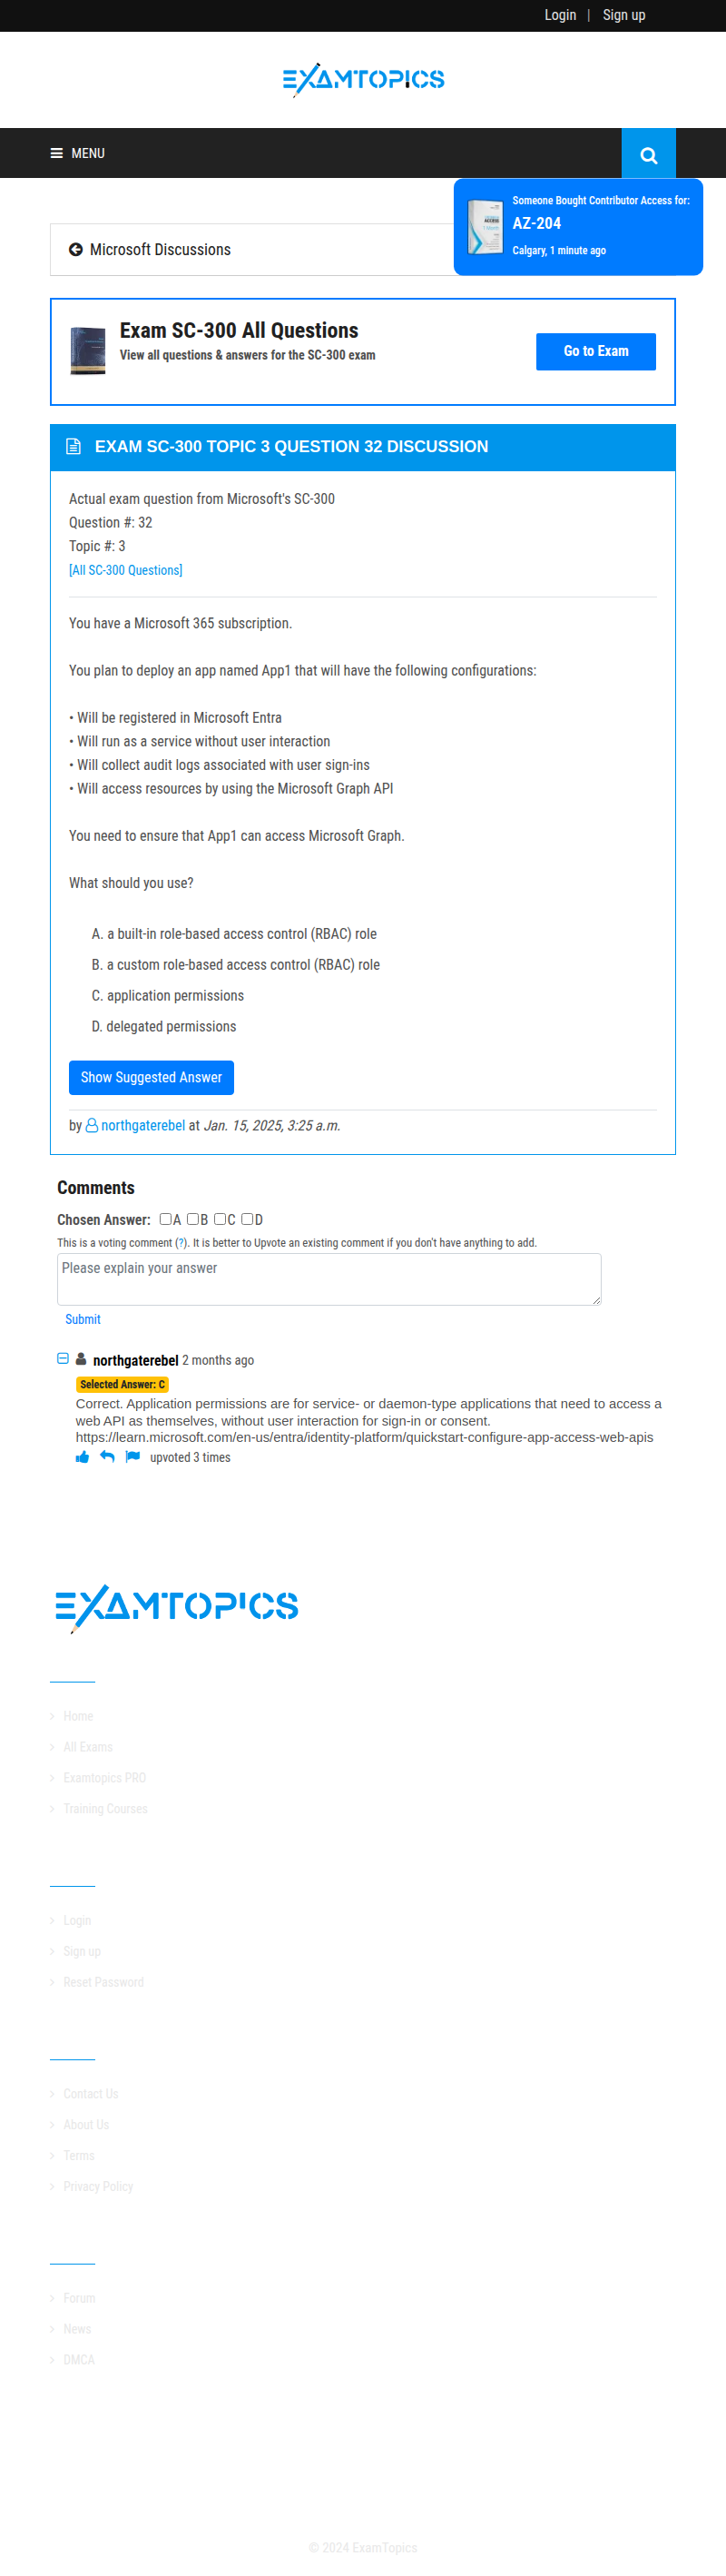 Login | Sign up
EXAMTOPICS
MENU
Someone Bought Contributor Access for:
AZ-204
Calgary, 1 minute ago
Microsoft Discussions
Exam SC-300 All Questions
View all questions & answers for the SC-300 exam
Go to Exam
EXAM SC-300 TOPIC 3 QUESTION 32 DISCUSSION
Actual exam question from Microsoft's SC-300
Question #: 32
Topic #: 3
[All SC-300 Questions]
You have a Microsoft 365 subscription.
You plan to deploy an app named App1 that will have the following configurations:
• Will be registered in Microsoft Entra
• Will run as a service without user interaction
• Will collect audit logs associated with user sign-ins
• Will access resources by using the Microsoft Graph API
You need to ensure that App1 can access Microsoft Graph.
What should you use?
A. a built-in role-based access control (RBAC) role
B. a custom role-based access control (RBAC) role
C. application permissions
D. delegated permissions
Show Suggested Answer
by northgaterebel at Jan. 15, 2025, 3:25 a.m.
Comments
Chosen Answer: A B C D
This is a voting comment (?). It is better to Upvote an existing comment if you don't have anything to add.
Please explain your answer
Submit
northgaterebel 2 months ago
Selected Answer: C
Correct. Application permissions are for service- or daemon-type applications that need to access a
web API as themselves, without user interaction for sign-in or consent.
https://learn.microsoft.com/en-us/entra/identity-platform/quickstart-configure-app-access-web-apis
upvoted 3 times
EXAMTOPICS
Home
All Exams
Examtopics PRO
Training Courses
Login
Sign up
Reset Password
Contact Us
About Us
Terms
Privacy Policy
Forum
News
DMCA
© 2024 ExamTopics